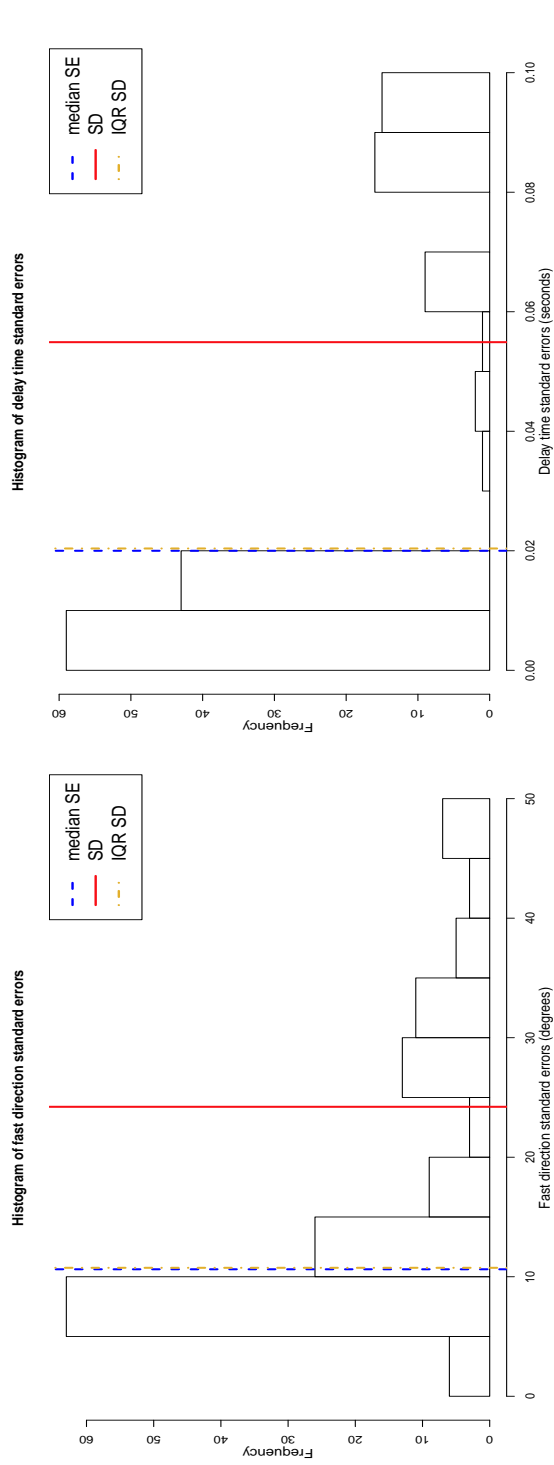 Histogram of fast direction standard errors
median SE
SD
IQR SD
Frequency
0 10 20 30 40 50 60
0 10 20 30 40 50
Fast direction standard errors (degrees)
Histogram of delay time standard errors
median SE
SD
IQR SD
Frequency
0 10 20 30 40 50 60
0.00 0.02 0.04 0.06 0.08 0.10
Delay time standard errors (seconds)